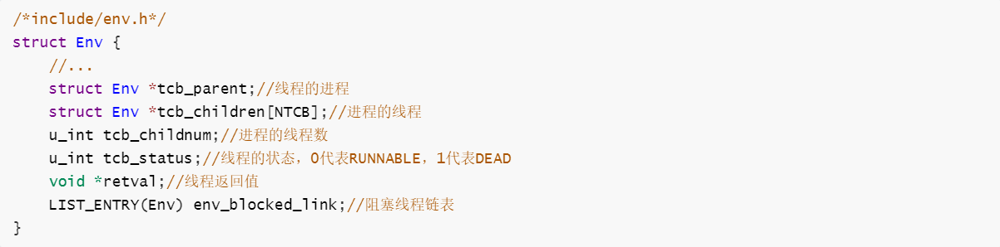 /*include/env.h*/
struct Env {
    //...
    struct Env *tcb_parent;//线程的进程
    struct Env *tcb_children[NTCB];//进程的线程
    u_int tcb_childnum;//进程的线程数
    u_int tcb_status;//线程的状态，0代表RUNNABLE，1代表DEAD
    void *retval;//线程返回值
    LIST_ENTRY(Env) env_blocked_link;//阻塞线程链表
}